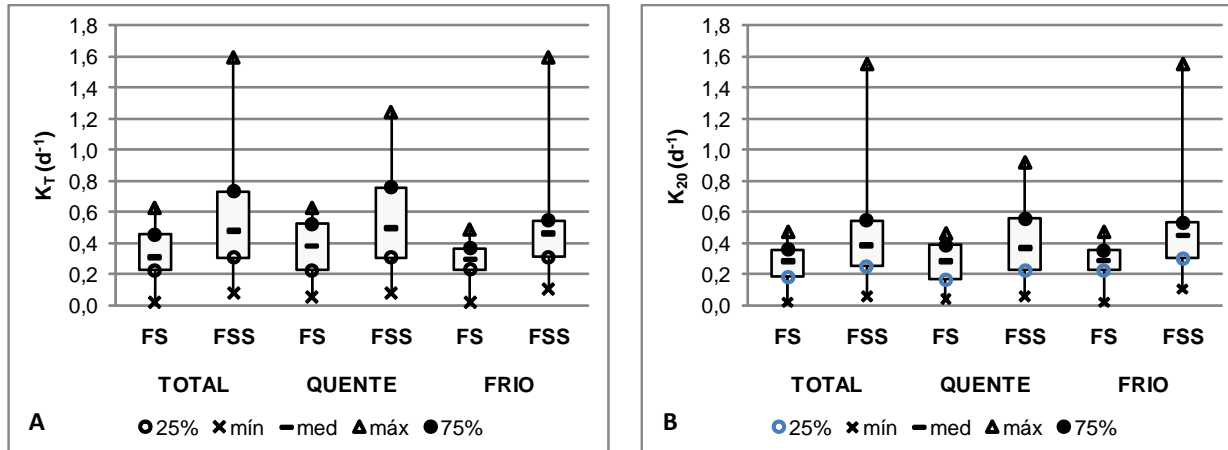 1,8
1,6
1,4
1,2
1,0
0,8
0,6
0,4
0,2
0,0
K_T (d⁻¹)
FS FSS FS FSS FS FSS
TOTAL QUENTE FRIO
A 25% mín med máx 75%
1,8
1,6
1,4
1,2
1,0
0,8
0,6
0,4
0,2
0,0
K₂₀ (d⁻¹)
FS FSS FS FSS FS FSS
TOTAL QUENTE FRIO
B 25% mín med máx 75%